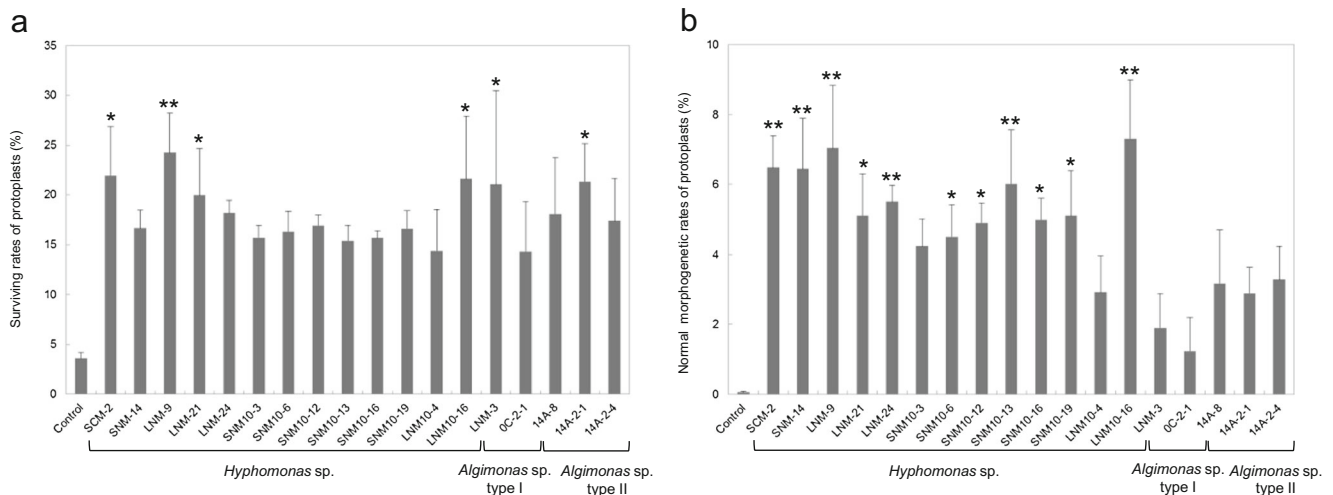 a
Surviving rates of protoplasts (%)
35
30
25
20
15
10
5
0
*
**
*
*
*
*
Control
SCM-2
SNM-14
LNM-9
LNM-21
LNM-24
SNM10-3
SNM10-6
SNM10-12
SNM10-13
SNM10-16
SNM10-19
LNM10-4
LNM10-16
LNM-3
0C-2-1
14A-8
14A-2-1
14A-2-4
Hyphomonas sp.
Algimonas sp.
type I
Algimonas sp.
type II
b
Normal morphogenetic rates of protoplasts (%)
10
8
6
4
2
0
**
**
**
*
**
*
*
**
*
*
**
Control
SCM-2
SNM-14
LNM-9
LNM-21
LNM-24
SNM10-3
SNM10-6
SNM10-12
SNM10-13
SNM10-16
SNM10-19
LNM10-4
LNM10-16
LNM-3
0C-2-1
14A-8
14A-2-1
14A-2-4
Hyphomonas sp.
Algimonas sp.
type I
Algimonas sp.
type II